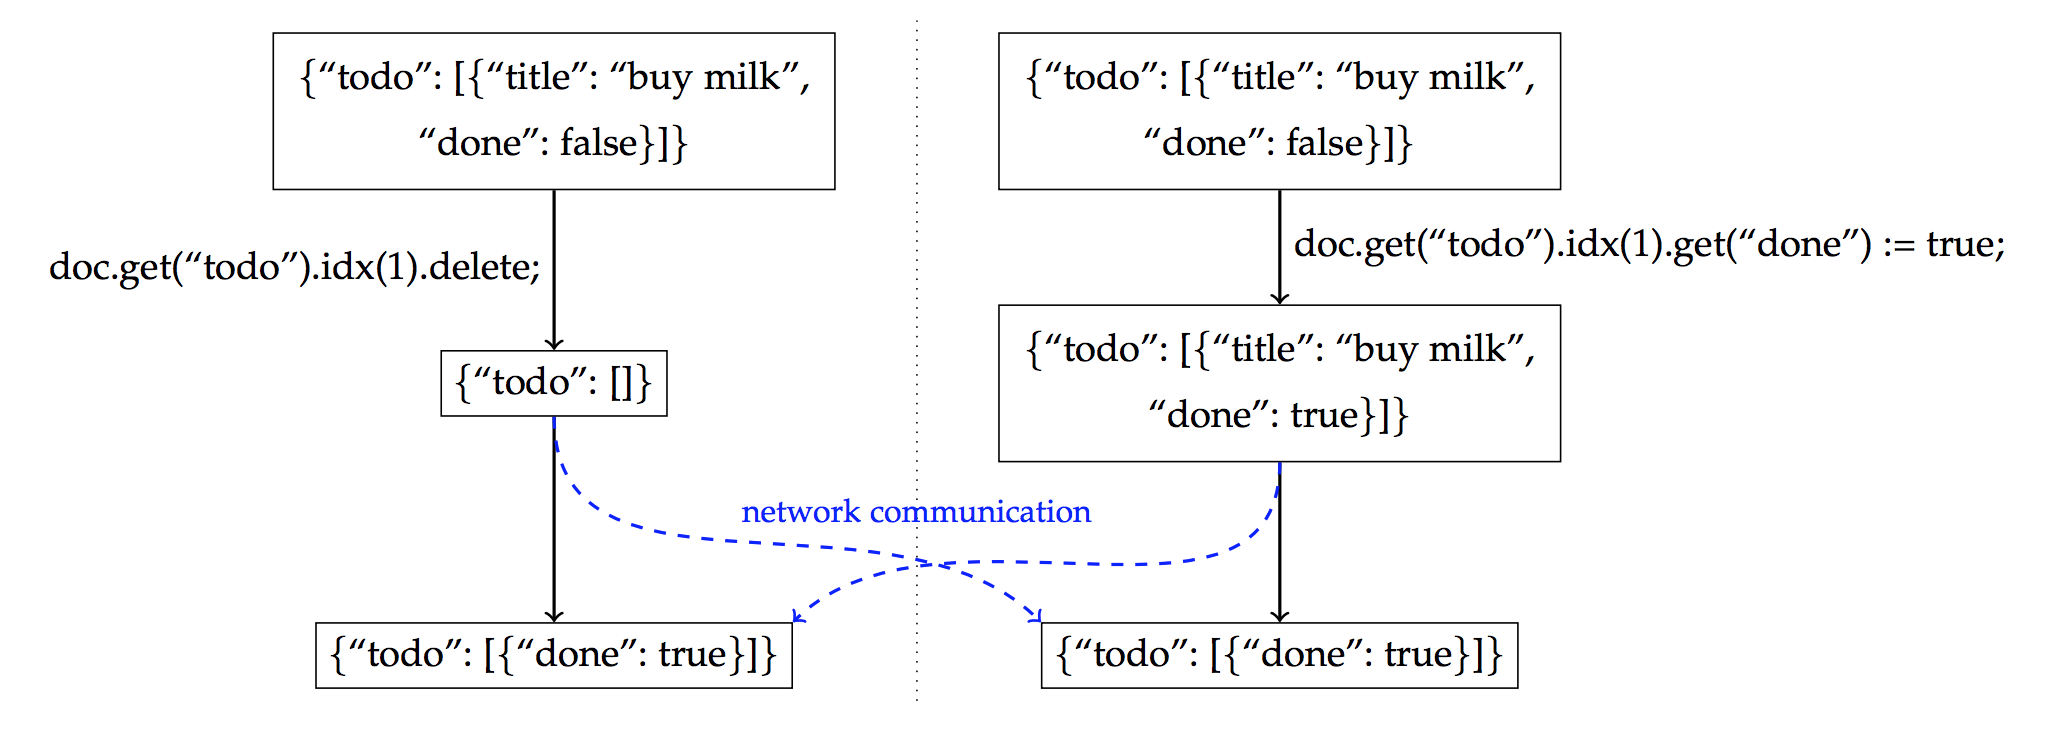 {“todo”: [{“title”: “buy milk”,
“done”: false}]}
{“todo”: [{“title”: “buy milk”,
“done”: false}]}
doc.get(“todo”).idx(1).delete;
doc.get(“todo”).idx(1).get(“done”) := true;
{“todo”: []}
{“todo”: [{“title”: “buy milk”,
“done”: true}]}
network communication
{“todo”: [{“done”: true}]}
{“todo”: [{“done”: true}]}